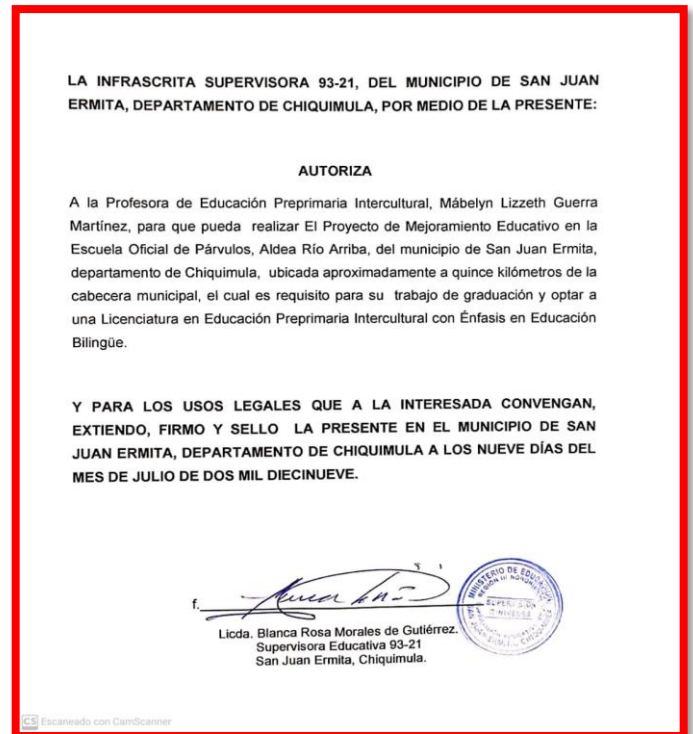 LA INFRASCRITA SUPERVISORA 93-21, DEL MUNICIPIO DE SAN JUAN
ERMITA, DEPARTAMENTO DE CHIQUIMULA, POR MEDIO DE LA PRESENTE:
AUTORIZA
A la Profesora de Educación Preprimaria Intercultural, Mábelyn Lizzeth Guerra
Martínez, para que pueda realizar El Proyecto de Mejoramiento Educativo en la
Escuela Oficial de Párvulos, Aldea Río Arriba, del municipio de San Juan Ermita,
departamento de Chiquimula, ubicada aproximadamente a quince kilómetros de la
cabecera municipal, el cual es requisito para su trabajo de graduación y optar a
una Licenciatura en Educación Preprimaria Intercultural con Énfasis en Educación
Bilingüe.
Y PARA LOS USOS LEGALES QUE A LA INTERESADA CONVENGAN,
EXTIENDO, FIRMO Y SELLO LA PRESENTE EN EL MUNICIPIO DE SAN
JUAN ERMITA, DEPARTAMENTO DE CHIQUIMULA A LOS NUEVE DÍAS DEL
MES DE JULIO DE DOS MIL DIECINUEVE.
MINISTERIO DE EDUCACION
REGION III
SUPERVISION
f.
Licda. Blanca Rosa Morales de Gutiérrez.
Supervisora Educativa 93-21
San Juan Ermita, Chiquimula.
CS Escaneado con CamScanner